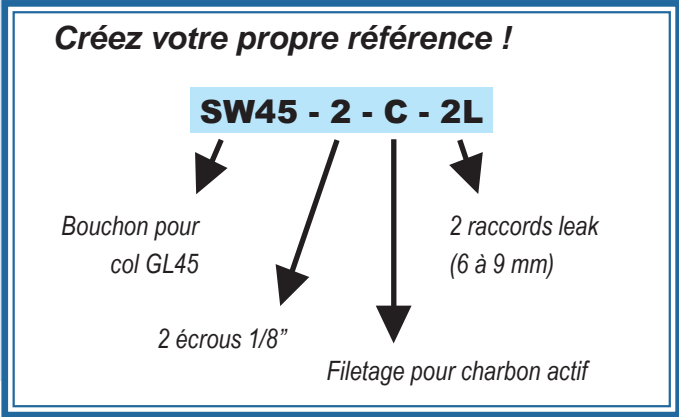 Créez votre propre référence !
SW45 - 2 - C - 2L
Bouchon pour
col GL45
2 raccords leak
(6 à 9 mm)
2 écrous 1/8”
Filetage pour charbon actif